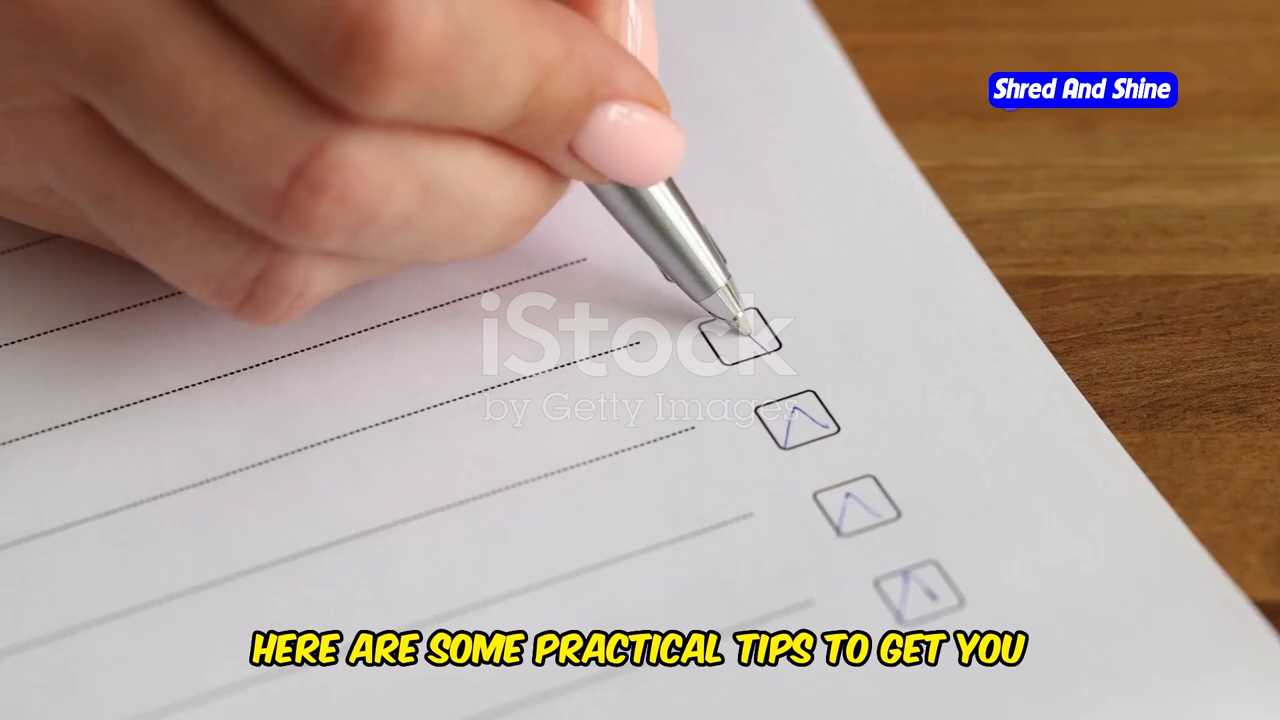 Shred And Shine
iStock
by Getty Images
HERE ARE SOME PRACTICAL TIPS TO GET YOU